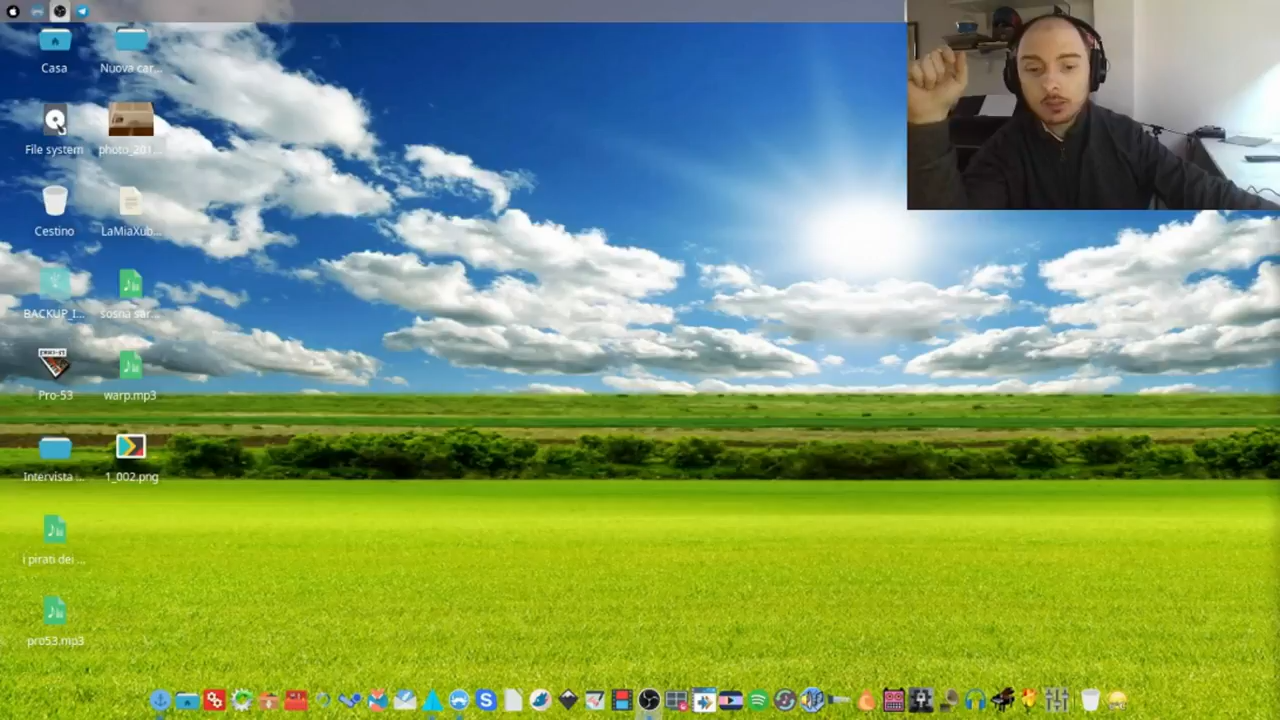 Casa
Nuova car...
File system
photo_201...
Cestino
LaMiaXub...
BACKUP_I...
sosna sar...
Pro-53
warp.mp3
Intervista ...
1_002.png
i pirati dei ...
pro53.mp3